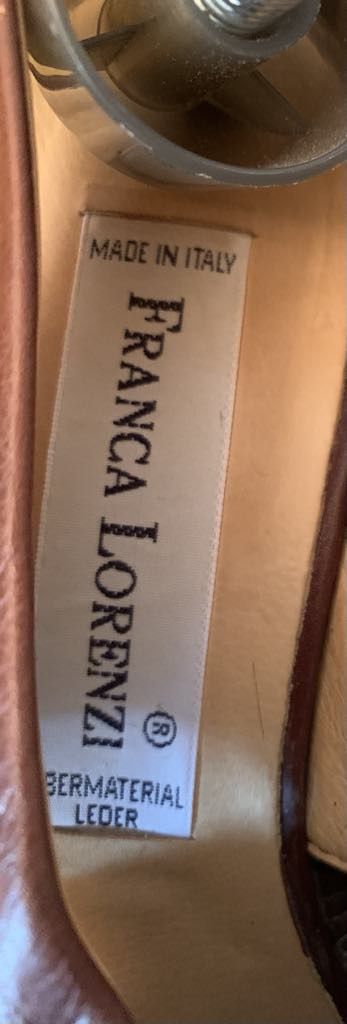 MADE IN ITALY
FRANCA LORENZI
®
BERMATERIAL
LEDER